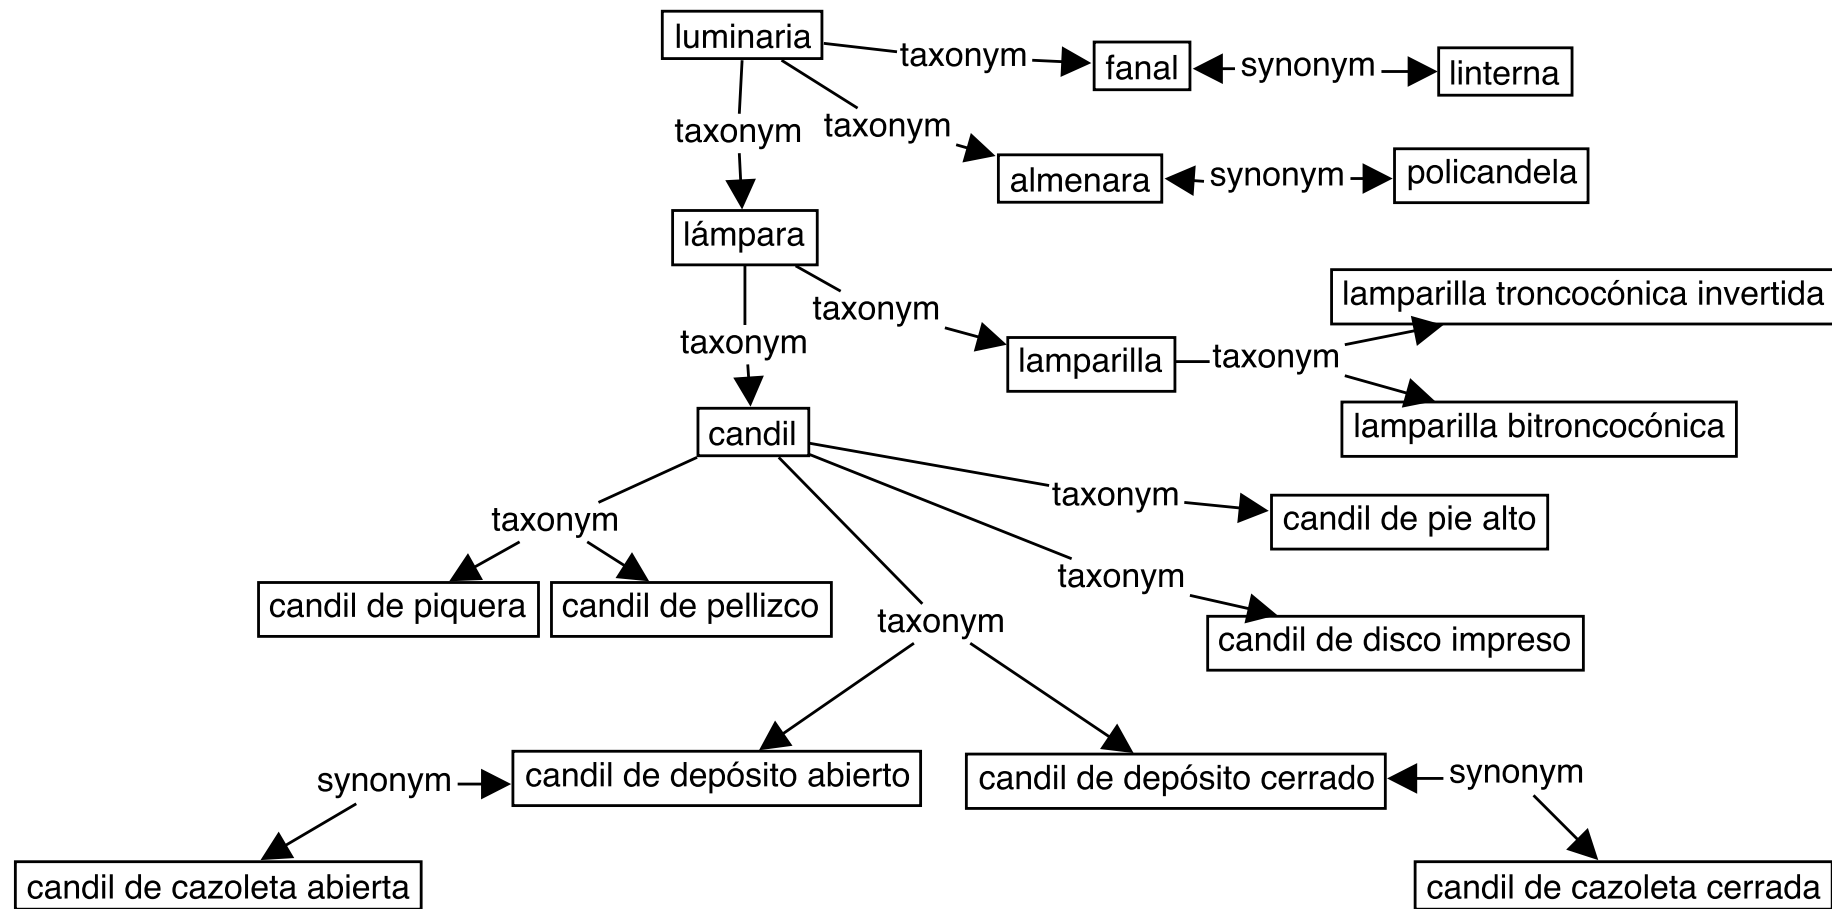 luminaria
taxonym
fanal
synonym
linterna
taxonym
taxonym
almenara
synonym
policandela
lámpara
taxonym
lamparilla troncocónica invertida
taxonym
lamparilla
taxonym
lamparilla bitroncocónica
candil
taxonym
candil de pie alto
taxonym
taxonym
candil de disco impreso
candil de piquera
candil de pellizco
taxonym
synonym
candil de depósito abierto
candil de depósito cerrado
synonym
candil de cazoleta abierta
candil de cazoleta cerrada